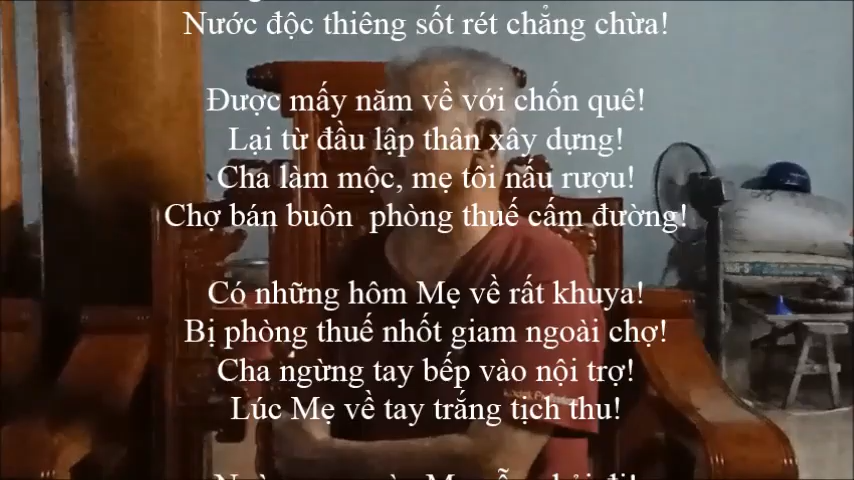 Nước độc thiêng sốt rét chẳng chừa!
Được mấy năm về với chốn quê!
Lại từ đầu lập thân xây dựng!
Cha làm mộc, mẹ tôi nấu rượu!
Chợ bán buôn phòng thuế cấm đường!
Có những hôm Mẹ về rất khuya!
Bị phòng thuế nhốt giam ngoài chợ!
Cha ngừng tay bếp vào nội trợ!
Lúc Mẹ về tay trắng tịch thu!